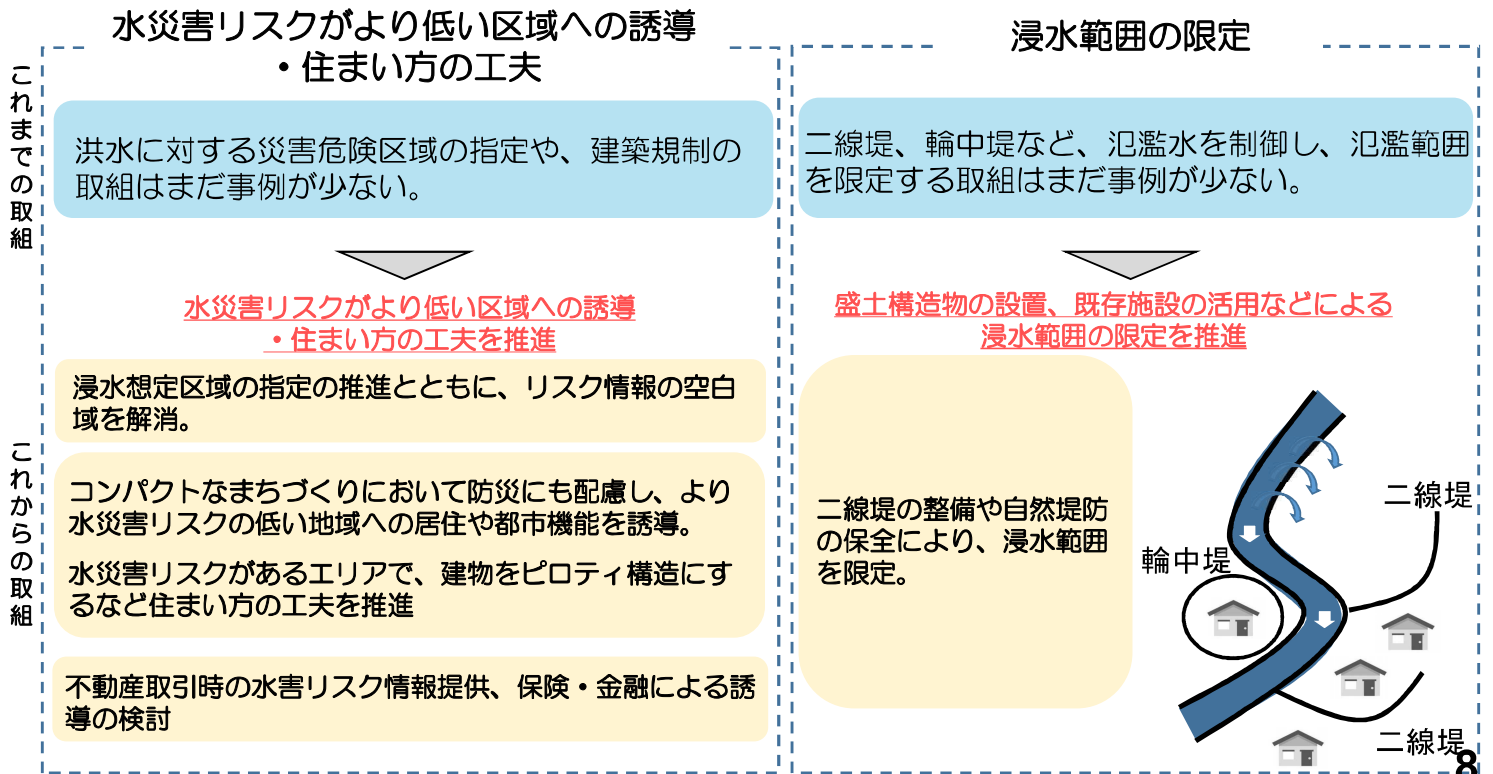 水災害リスクがより低い区域への誘導
・住まい方の工夫
これまでの取組
洪水に対する災害危険区域の指定や、建築規制の
取組はまだ事例が少ない。
水災害リスクがより低い区域への誘導
・住まい方の工夫を推進
これからの取組
浸水想定区域の指定の推進とともに、リスク情報の空白
域を解消。
コンパクトなまちづくりにおいて防災にも配慮し、より
水災害リスクの低い地域への居住や都市機能を誘導。
水災害リスクがあるエリアで、建物をピロティ構造にす
るなど住まい方の工夫を推進
不動産取引時の水害リスク情報提供、保険・金融による誘
導の検討
浸水範囲の限定
二線堤、輪中堤など、氾濫水を制御し、氾濫範囲
を限定する取組はまだ事例が少ない。
盛土構造物の設置、既存施設の活用などによる
浸水範囲の限定を推進
二線堤の整備や自然堤防
の保全により、浸水範囲
を限定。
二線堤
輪中堤
二線堤
8